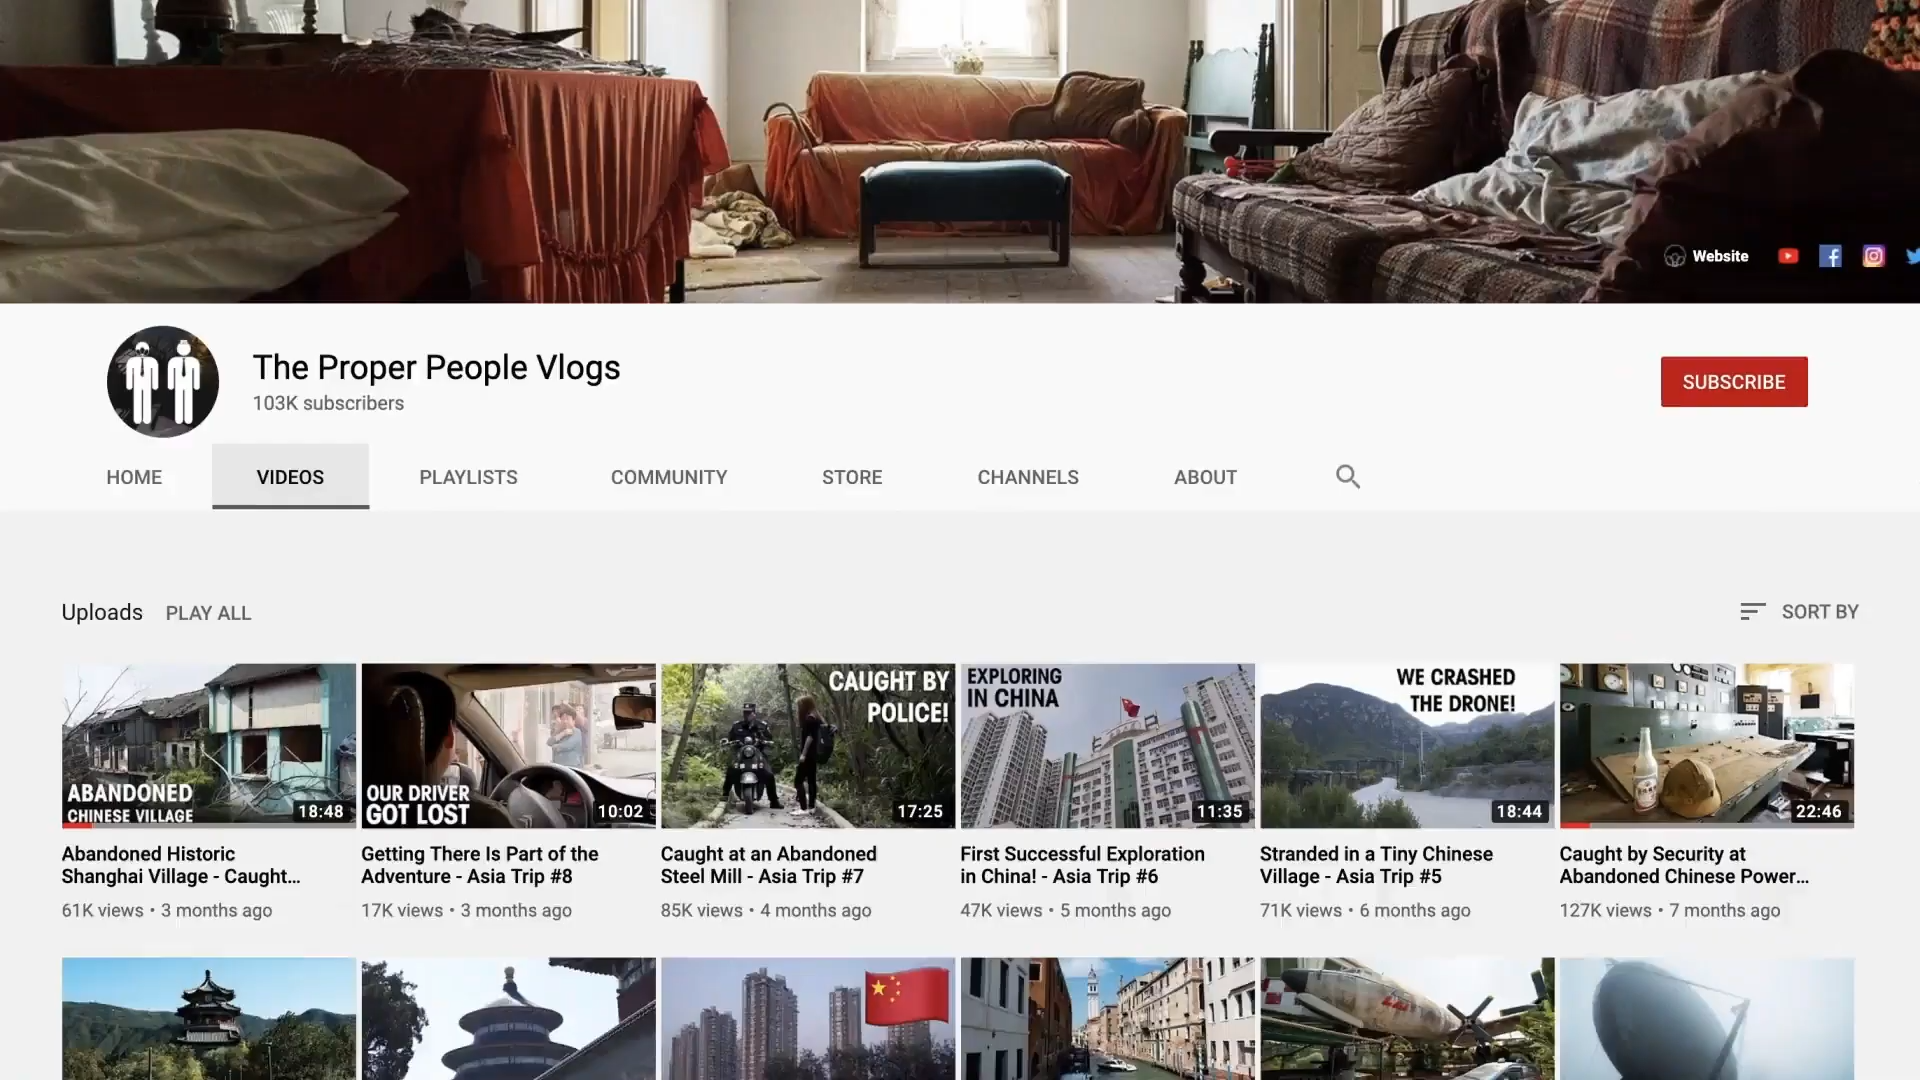 Website
The Proper People Vlogs
103K subscribers
SUBSCRIBE
HOME
VIDEOS
PLAYLISTS
COMMUNITY
STORE
CHANNELS
ABOUT
Uploads
PLAY ALL
SORT BY
ABANDONED
CHINESE VILLAGE
18:48
OUR DRIVER
GOT LOST
10:02
CAUGHT BY
POLICE!
17:25
EXPLORING
IN CHINA
11:35
WE CRASHED
THE DRONE!
18:44
22:46
Abandoned Historic
Shanghai Village - Caught...
61K views • 3 months ago
Getting There Is Part of the
Adventure - Asia Trip #8
17K views • 3 months ago
Caught at an Abandoned
Steel Mill - Asia Trip #7
85K views • 4 months ago
First Successful Exploration
in China! - Asia Trip #6
47K views • 5 months ago
Stranded in a Tiny Chinese
Village - Asia Trip #5
71K views • 6 months ago
Caught by Security at
Abandoned Chinese Power...
127K views • 7 months ago